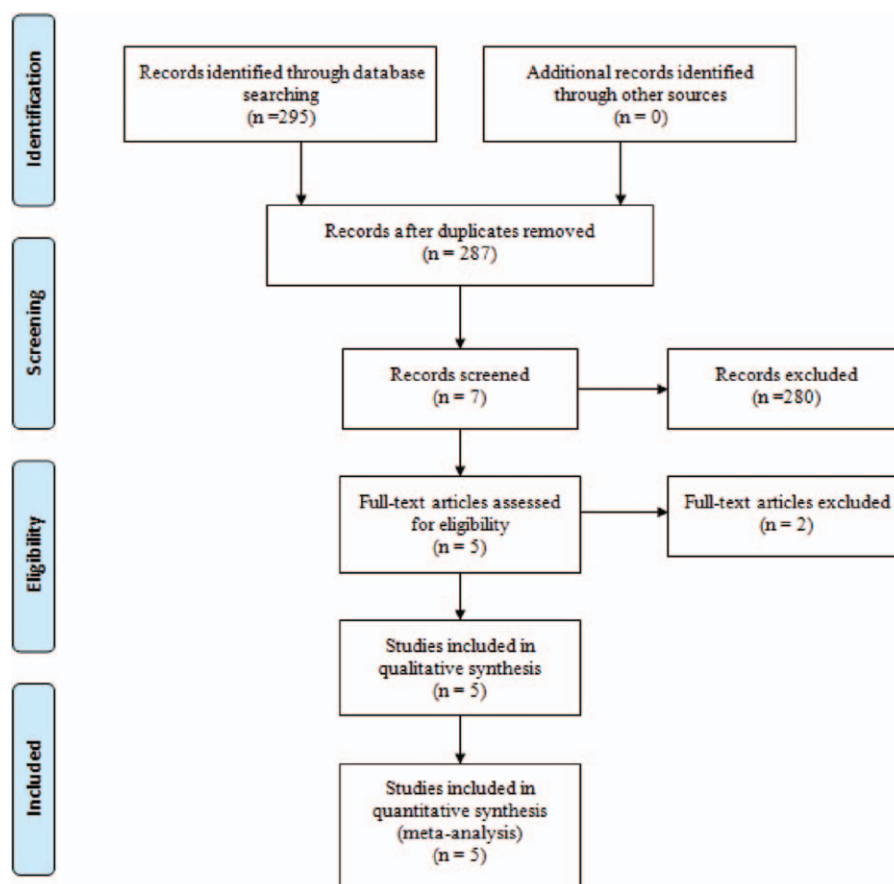 Identification
Records identified through database
searching
(n =295)
Additional records identified
through other sources
(n = 0)
Records after duplicates removed
(n = 287)
Screening
Records screened
(n = 7)
Records excluded
(n =280)
Eligibility
Full-text articles assessed
for eligibility
(n = 5)
Full-text articles excluded
(n = 2)
Studies included in
qualitative synthesis
(n = 5)
Included
Studies included in
quantitative synthesis
(meta-analysis)
(n = 5)